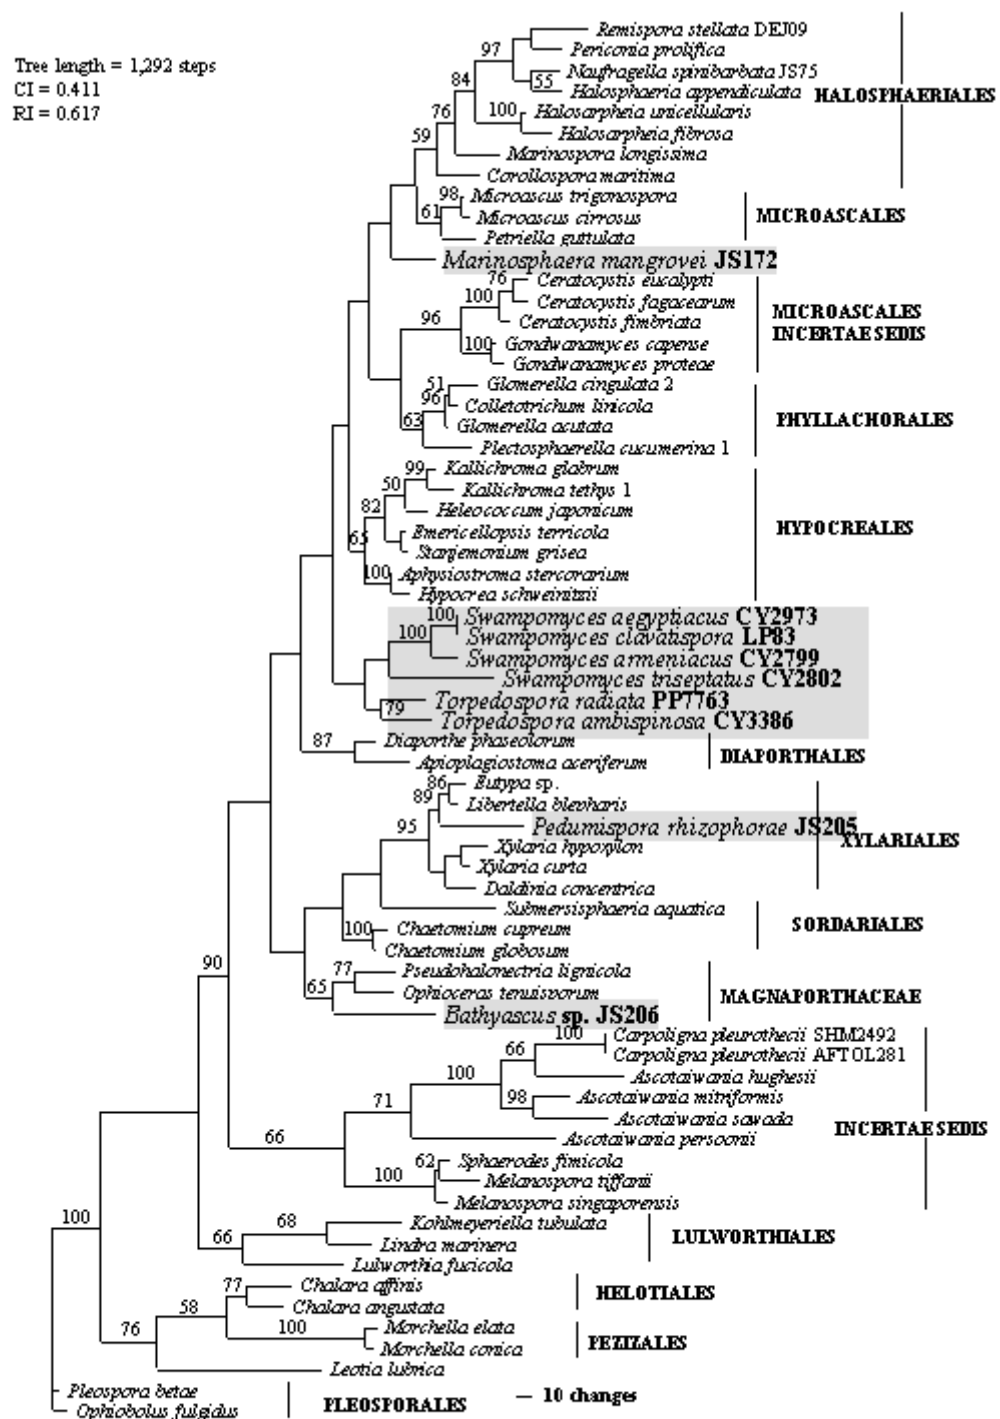 Tree length = 1,292 steps
CI = 0.411
RI = 0.617
Remispora stellata DEJ09
97
Periconia prolifica
Naufragella spinibarbata JS75
84
55
Halosphaeria appendiculata
HALOSPHAERIALES
76
100
Halosarpheia unicellularis
59
Halosarpheia fibrosa
Marinospora longissima
Corollospora maritima
98
Microascus trigonospora
61
Microascus cirrosus
MICROASCALES
Petriella guttulata
Marinosphaera mangrovei JS172
76
Ceratocystis eucalypti
100
Ceratocystis fagacearum
MICROASCALES
96
Ceratocystis fimbriata
INCERTAE SEDIS
100
Gondwanamyces capense
Gondwanamyces proteae
51
Glomerella cingulata 2
96
Colletotrichum linicola
PHYLLACHORALES
63
Glomerella acutata
Plectosphaerella cucumerina 1
99
Kallichroma glabrum
50
Kallichroma tethys 1
82
Heleococcum japonicum
HYPOCREALES
65
Emericellopsis terricola
Stanjemonium grisea
100
Aphysiostroma stercorarium
Hypocrea schweinitzii
100
Swampomyces aegyptiacus CY2973
100
Swampomyces clavatispora LP83
Swampomyces armeniacus CY2799
Swampomyces triseptatus CY2802
79
Torpedospora radiata PP7763
Torpedospora ambispinosa CY3386
87
Diaporthe phaseolorum
DIAPORTHALES
Apioplagiostoma aceriferum
86
Eutypa sp.
89
Libertella blepharis
95
Pedumispora rhizophorae JS205
XYLARIALES
Xylaria hypoxylon
Xylaria curta
Daldinia concentrica
Submersisphaeria aquatica
SORDARIALES
100
Chaetomium cupreum
Chaetomium globosum
90
77
Pseudohalonectria lignicola
65
Ophioceras tenuisporum
MAGNAPORTHACEAE
Bathyascus sp. JS206
100
Carpoligna pleurothecii SHM2492
66
Carpoligna pleurothecii AFTOL281
100
Ascotaiwania hughesii
98
Ascotaiwania mitriformis
71
Ascotaiwania sawada
INCERTAE SEDIS
66
Ascotaiwania persoonii
62
Sphaerodes fimicola
100
Melanospora tiffanii
Melanospora singaporensis
100
68
Kohlmeyeriella tubulata
66
Lindra marinera
LULWORTHIALES
Lulworthia fucicola
77
Chalara affinis
HELOTIALES
58
Chalara angustata
76
100
Morchella elata
PEZIZALES
Morchella conica
Leotia lubrica
Pleospora betae
10 changes
Ophiobolus fulgidus
PLEOSPORALES